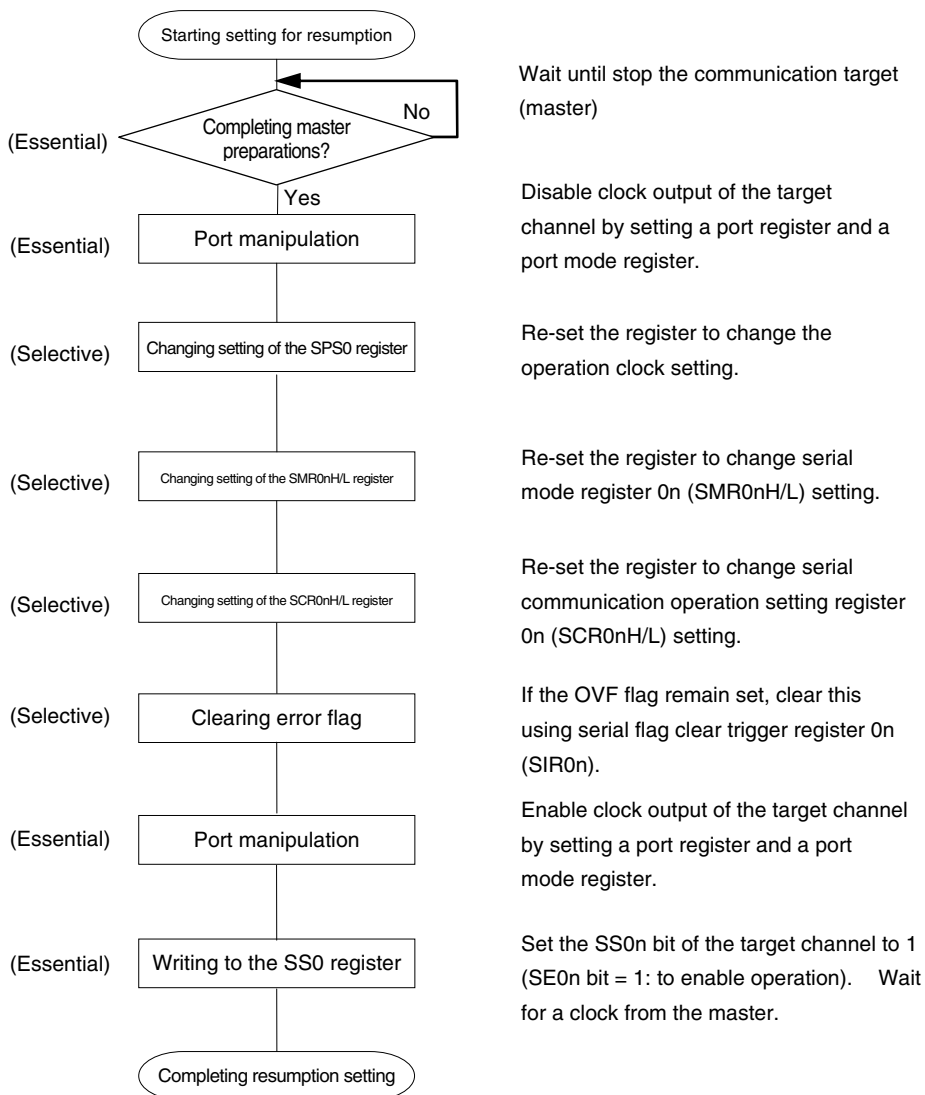 Starting setting for resumption
Wait until stop the communication target
(master)
No
(Essential)
Completing master
preparations?
Yes
Disable clock output of the target
channel by setting a port register and a
port mode register.
(Essential)
Port manipulation
Re-set the register to change the
operation clock setting.
(Selective)
Changing setting of the SPS0 register
Re-set the register to change serial
mode register 0n (SMR0nH/L) setting.
(Selective)
Changing setting of the SMR0nH/L register
Re-set the register to change serial
communication operation setting register
0n (SCR0nH/L) setting.
(Selective)
Changing setting of the SCR0nH/L register
If the OVF flag remain set, clear this
using serial flag clear trigger register 0n
(SIR0n).
(Selective)
Clearing error flag
Enable clock output of the target channel
by setting a port register and a port
mode register.
(Essential)
Port manipulation
Set the SS0n bit of the target channel to 1
(SE0n bit = 1: to enable operation). Wait
for a clock from the master.
(Essential)
Writing to the SS0 register
Completing resumption setting